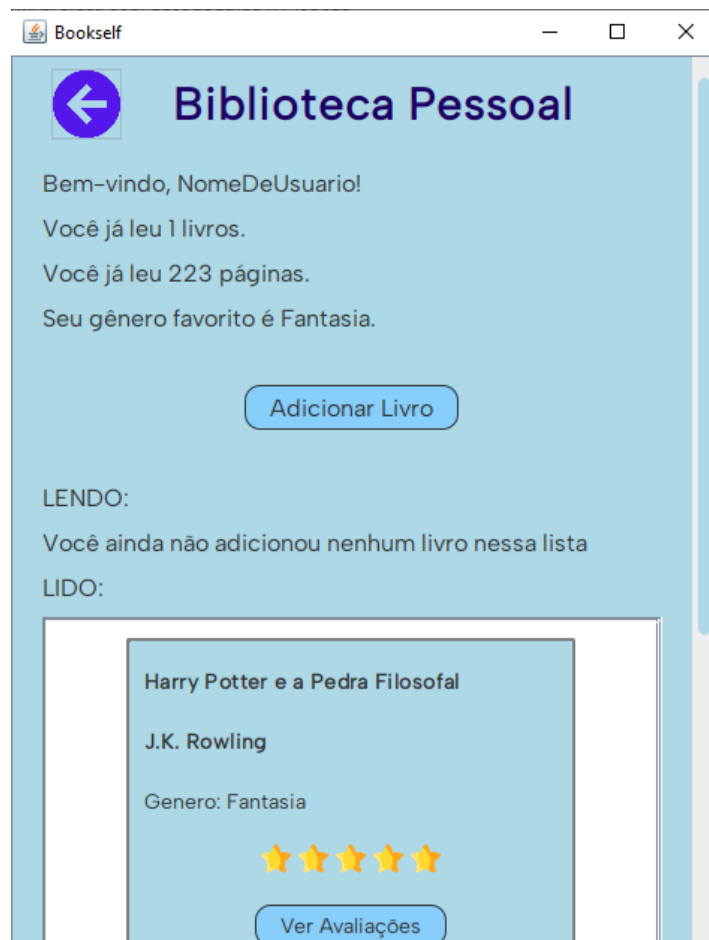 Bookself
Biblioteca Pessoal
Bem-vindo, NomeDeUsuario!
Você já leu 1 livros.
Você já leu 223 páginas.
Seu gênero favorito é Fantasia.
Adicionar Livro
LENDO:
Você ainda não adicionou nenhum livro nessa lista
LIDO:
Harry Potter e a Pedra Filosofal
J.K. Rowling
Genero: Fantasia
Ver Avaliações